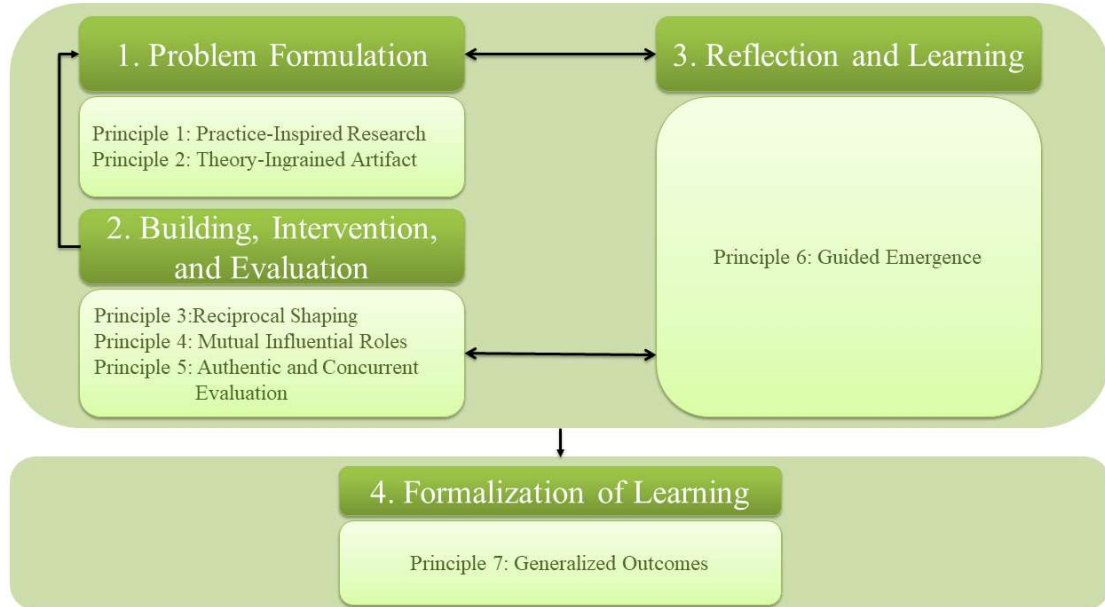 1. Problem Formulation
Principle 1: Practice-Inspired Research
Principle 2: Theory-Ingrained Artifact
2. Building, Intervention,
and Evaluation
Principle 3:Reciprocal Shaping
Principle 4: Mutual Influential Roles
Principle 5: Authentic and Concurrent
Evaluation
3. Reflection and Learning
Principle 6: Guided Emergence
4. Formalization of Learning
Principle 7: Generalized Outcomes